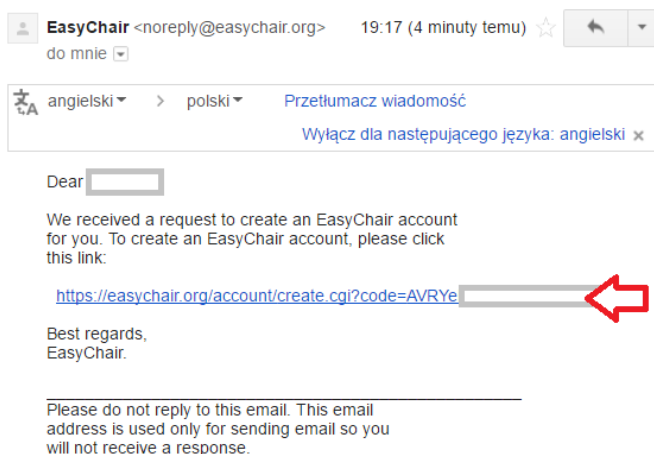 EasyChair <noreply@easychair.org> 19:17 (4 minuty temu)
do mnie
angielski > polski Przetłumacz wiadomość
Wyłącz dla następującego języka: angielski x
Dear
We received a request to create an EasyChair account
for you. To create an EasyChair account, please click
this link:
https://easychair.org/account/create.cgi?code=AVRYe
Best regards,
EasyChair.
Please do not reply to this email. This email
address is used only for sending email so you
will not receive a response.